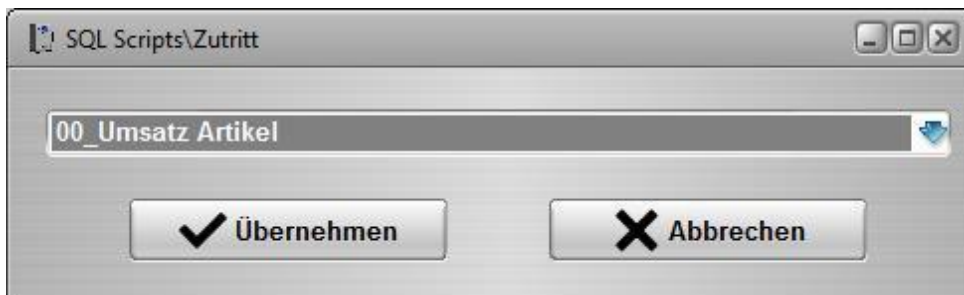 SQL Scripts\Zutritt
00_Umsatz Artikel
Übernehmen
Abbrechen